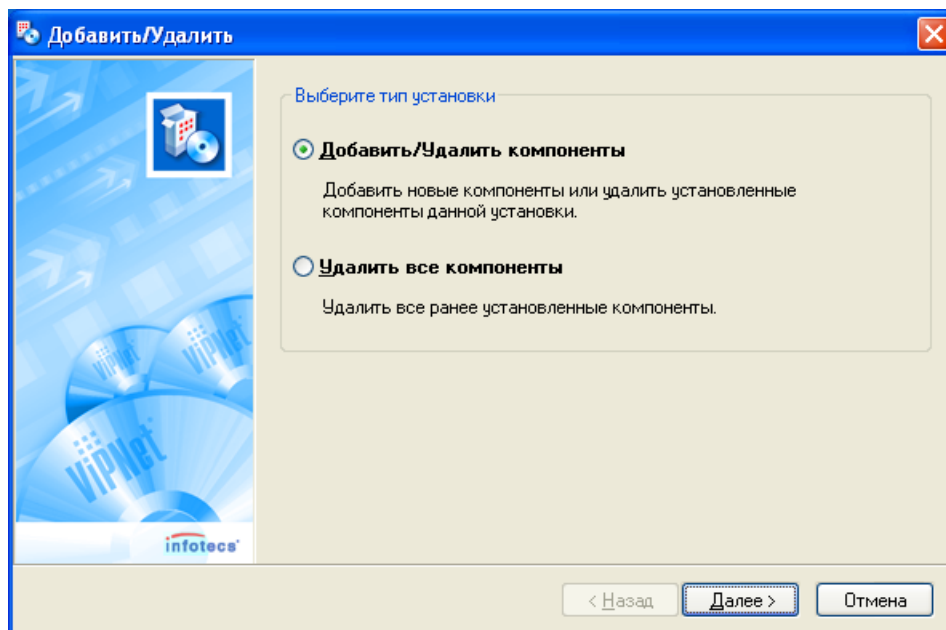 Добавить/Удалить
Выберите тип установки
Добавить/Удалить компоненты
Добавить новые компоненты или удалить установленные
компоненты данной установки.
Удалить все компоненты
Удалить все ранее установленные компоненты.
ViPNet
ViPNet
ViPNet
infotecs
< Назад
Далее >
Отмена